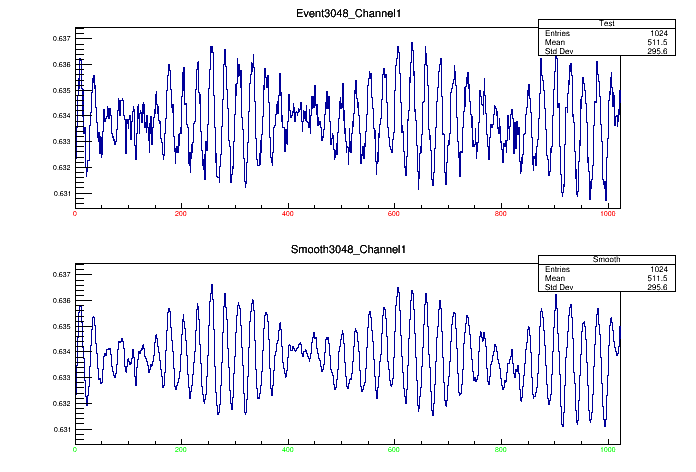 Event3048_Channel1
Test
Entries 1024
Mean 511.5
Std Dev 295.6
0.637
0.636
0.635
0.634
0.633
0.632
0.631
0 200 400 600 800 1000
Smooth3048_Channel1
Smooth
Entries 1024
Mean 511.5
Std Dev 295.6
0.637
0.636
0.635
0.634
0.633
0.632
0.631
0 200 400 600 800 1000